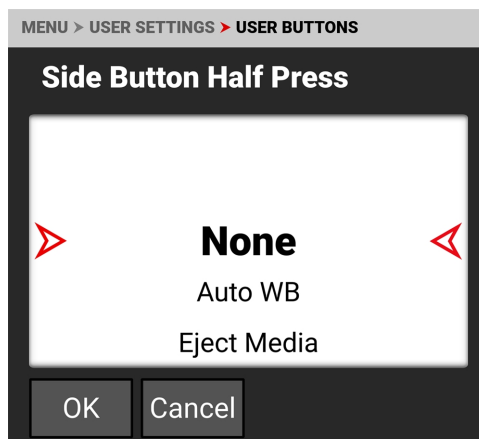 MENU > USER SETTINGS > USER BUTTONS
Side Button Half Press
None
Auto WB
Eject Media
OK Cancel